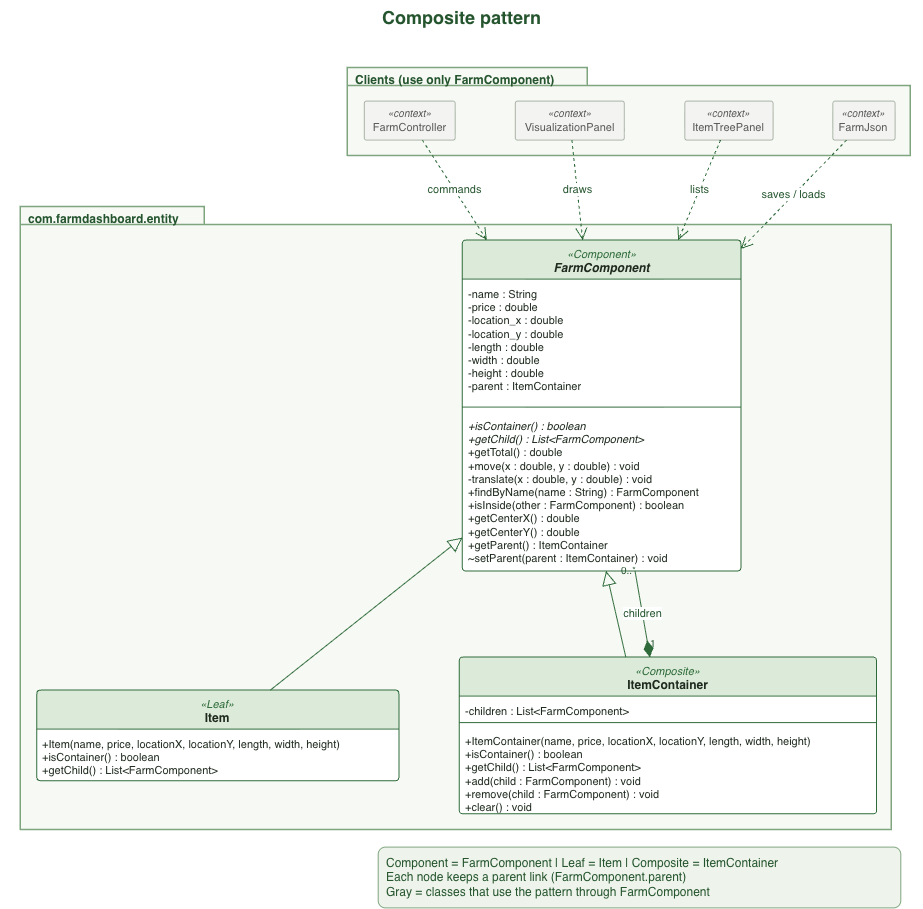 Composite pattern
Clients (use only FarmComponent)
«context»
FarmController
«context»
VisualizationPanel
«context»
ItemTreePanel
«context»
FarmJson
commands
draws
lists
saves / loads
com.farmdashboard.entity
«Component»
FarmComponent
-name : String
-price : double
-location_x : double
-location_y : double
-length : double
-width : double
-height : double
-parent : ItemContainer
+isContainer() : boolean
+getChild() : List<FarmComponent>
+getTotal() : double
+move(x : double, y : double) : void
-translate(x : double, y : double) : void
+findByName(name : String) : FarmComponent
+isInside(other : FarmComponent) : boolean
+getCenterX() : double
+getCenterY() : double
+getParent() : ItemContainer
~setParent(parent : ItemContainer) : void
0..*
children
«Leaf»
Item
+Item(name, price, locationX, locationY, length, width, height)
+isContainer() : boolean
+getChild() : List<FarmComponent>
«Composite»
ItemContainer
-children : List<FarmComponent>
+ItemContainer(name, price, locationX, locationY, length, width, height)
+isContainer() : boolean
+getChild() : List<FarmComponent>
+add(child : FarmComponent) : void
+remove(child : FarmComponent) : void
+clear() : void
Component = FarmComponent | Leaf = Item | Composite = ItemContainer
Each node keeps a parent link (FarmComponent.parent)
Gray = classes that use the pattern through FarmComponent